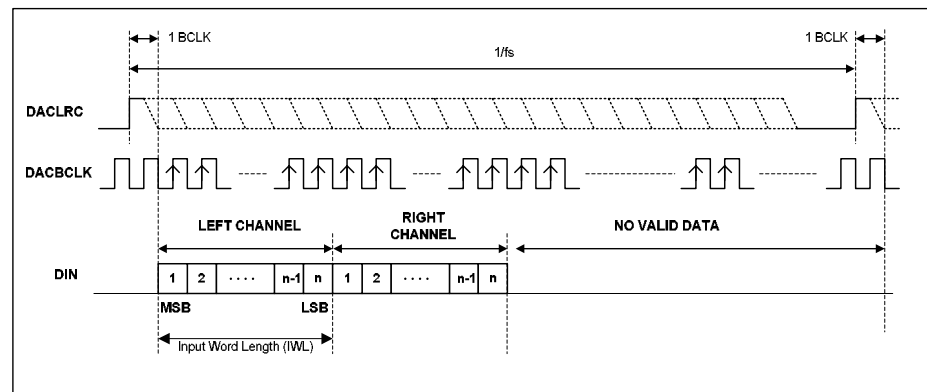 1 BCLK
1 BCLK
1/fs
DACLRC
DACBCLK
LEFT CHANNEL
RIGHT
CHANNEL
NO VALID DATA
DIN
1 2 .... n-1 n 1 2 .... n-1 n
MSB
LSB
Input Word Length (IWL)